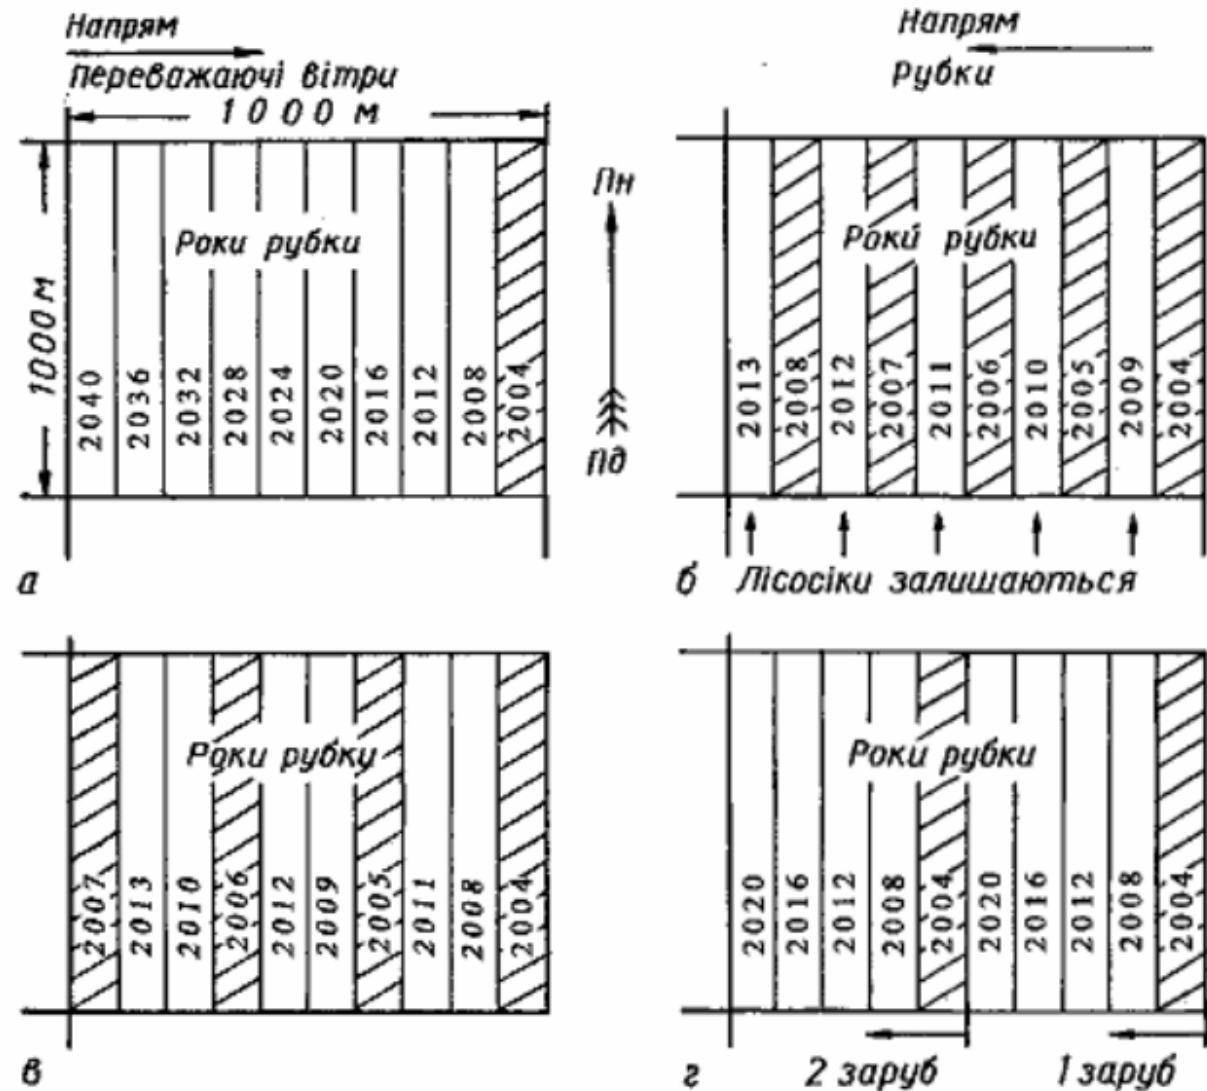 Напрям
переважаючі вітри
1000 м
1000 м
Роки рубки
2040
2036
2032
2028
2024
2020
2016
2012
2008
2004
а
Пн
Пд
Напрям
Рубки
Роки рубки
2013
2008
2012
2007
2011
2006
2010
2005
2009
2004
б Лісосіки залишаються
Роки рубку
2007
2013
2010
2006
2012
2009
2005
2011
2008
2004
в
Роки рубки
2020
2016
2012
2008
2004
2020
2016
2012
2008
2004
г 2 заруб 1 заруб